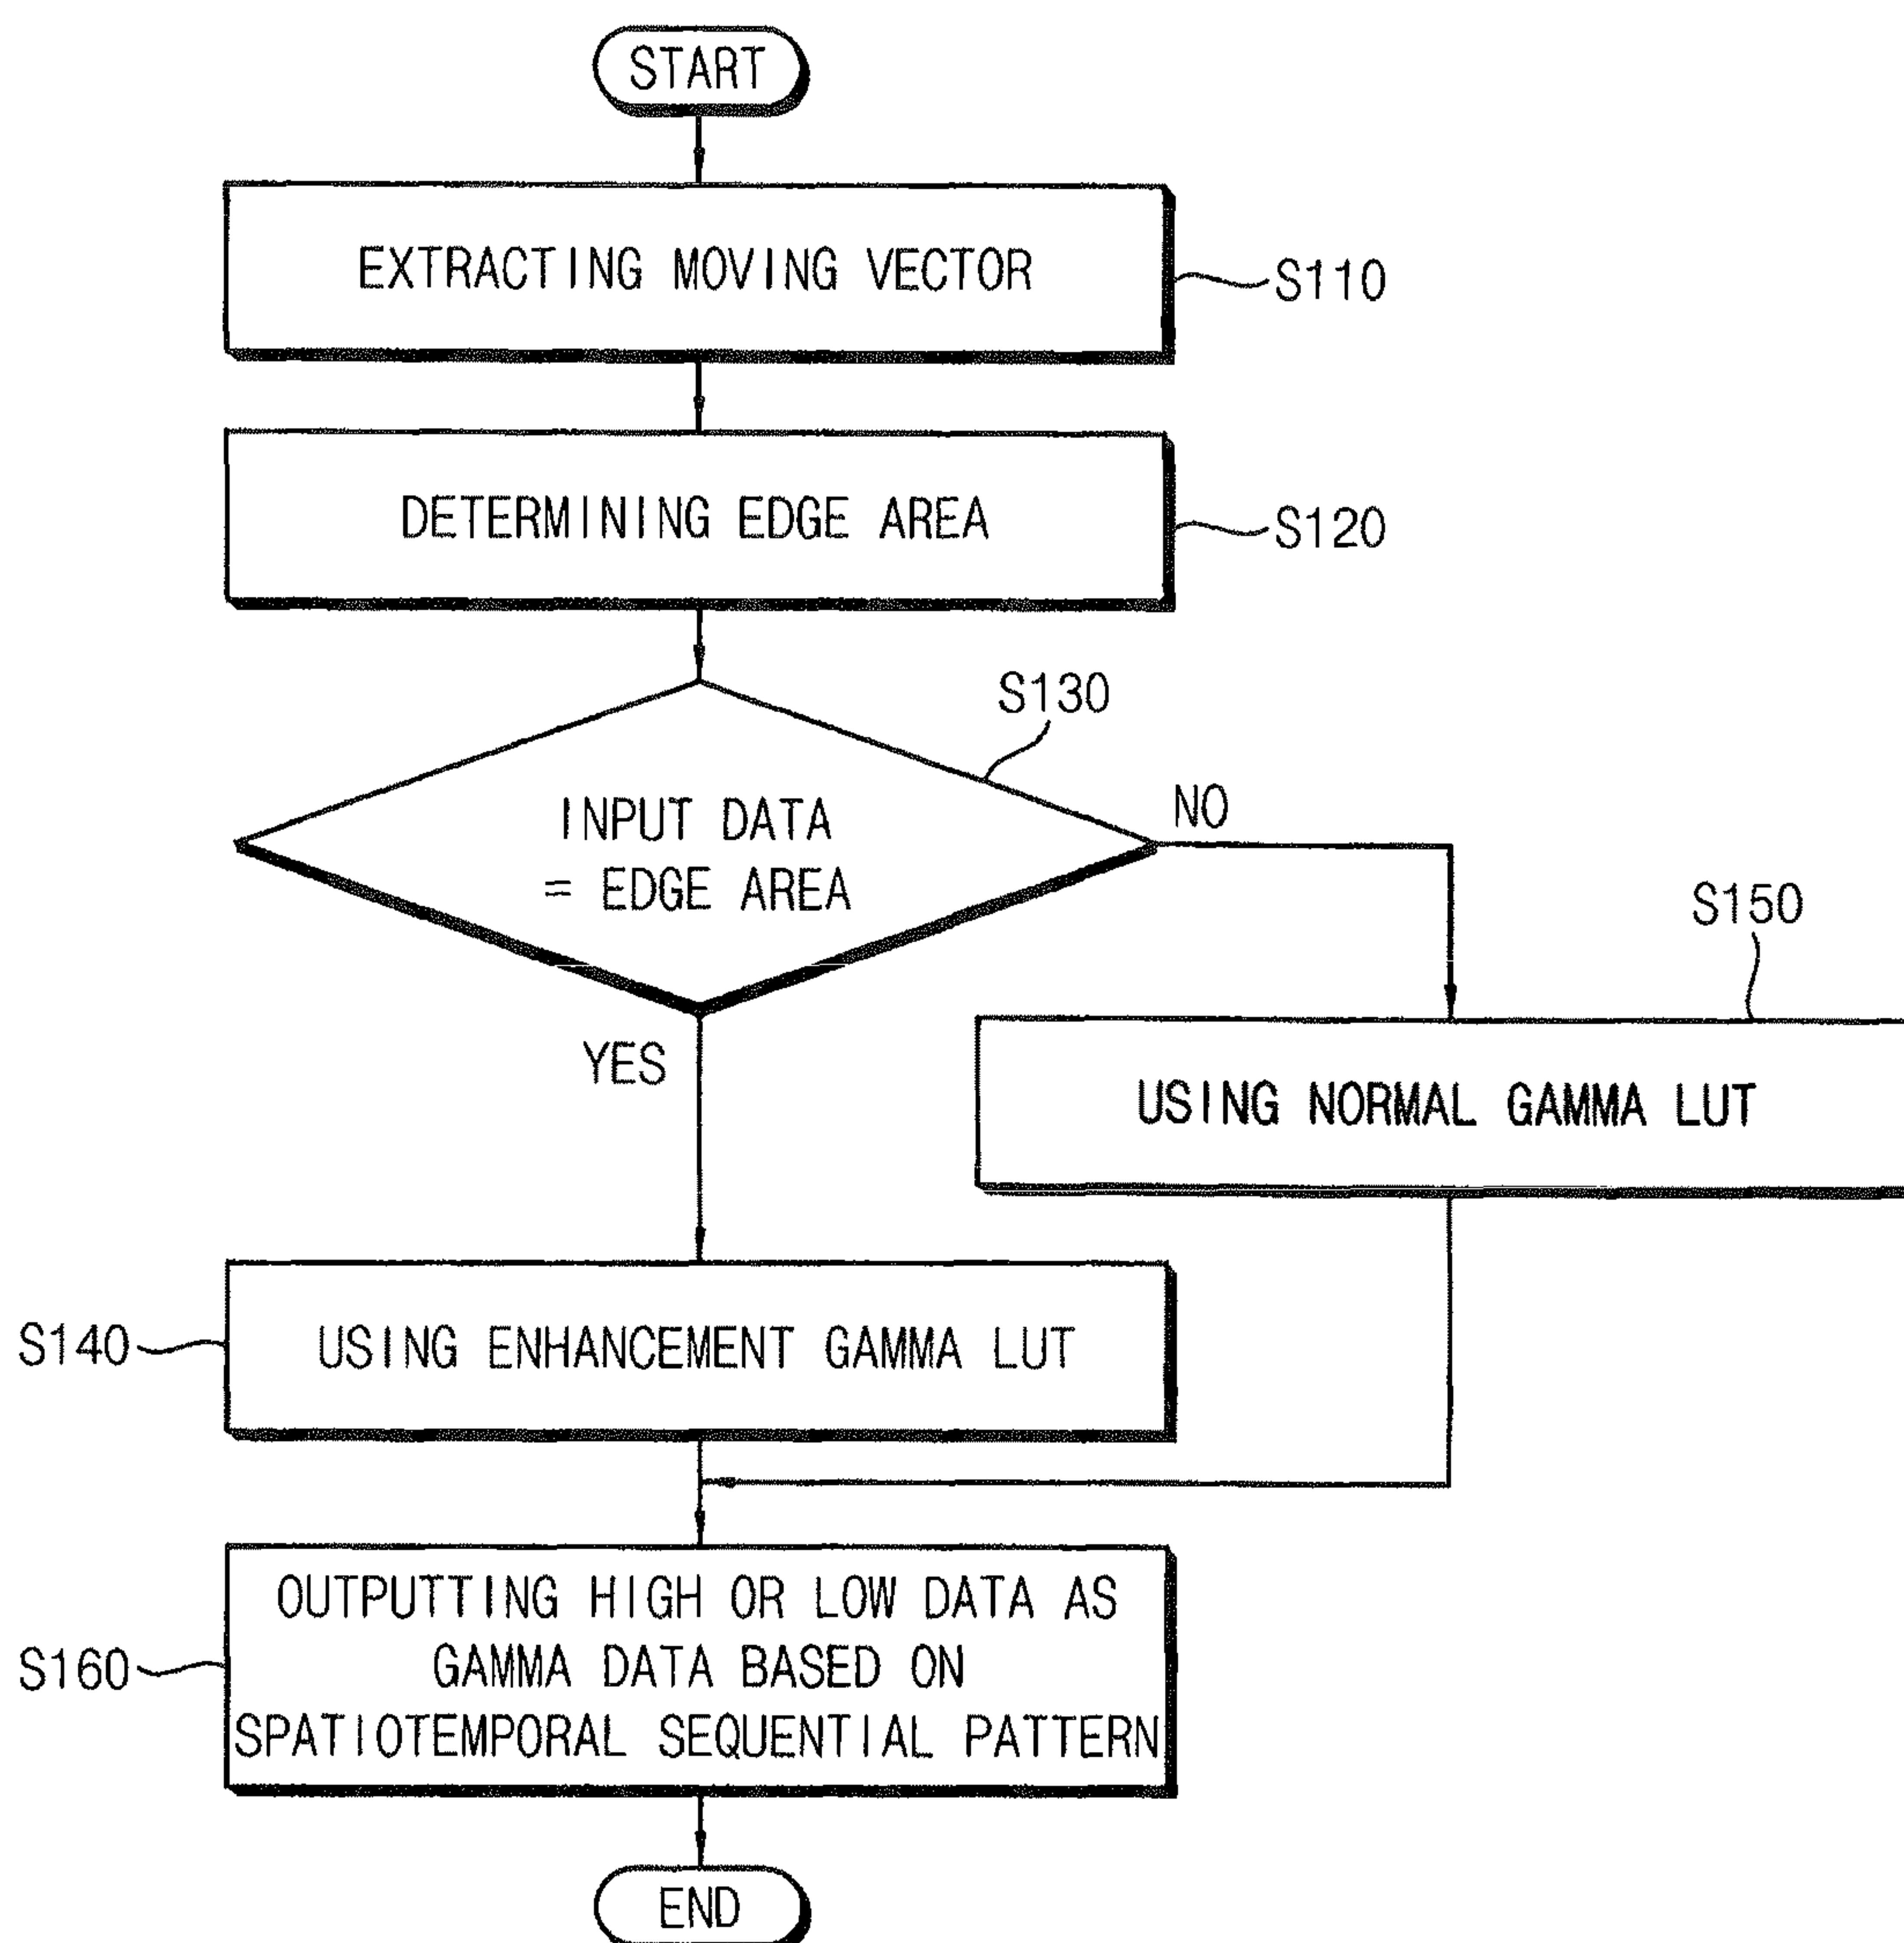 START
EXTRACTING MOVING VECTOR
S110
DETERMINING EDGE AREA
S120
S130
INPUT DATA
= EDGE AREA
NO
YES
S150
USING NORMAL GAMMA LUT
S140
USING ENHANCEMENT GAMMA LUT
OUTPUTTING HIGH OR LOW DATA AS
GAMMA DATA BASED ON
SPATIOTEMPORAL SEQUENTIAL PATTERN
S160
END